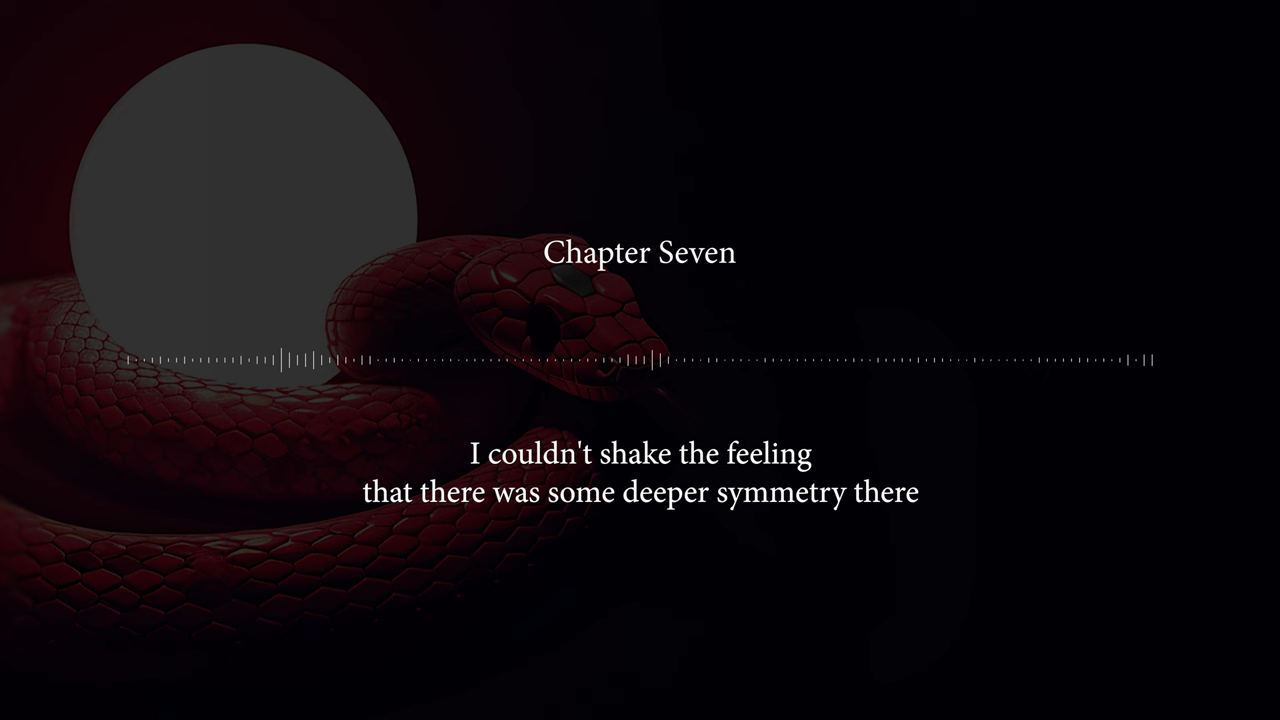 Chapter Seven
I couldn't shake the feeling
that there was some deeper symmetry there